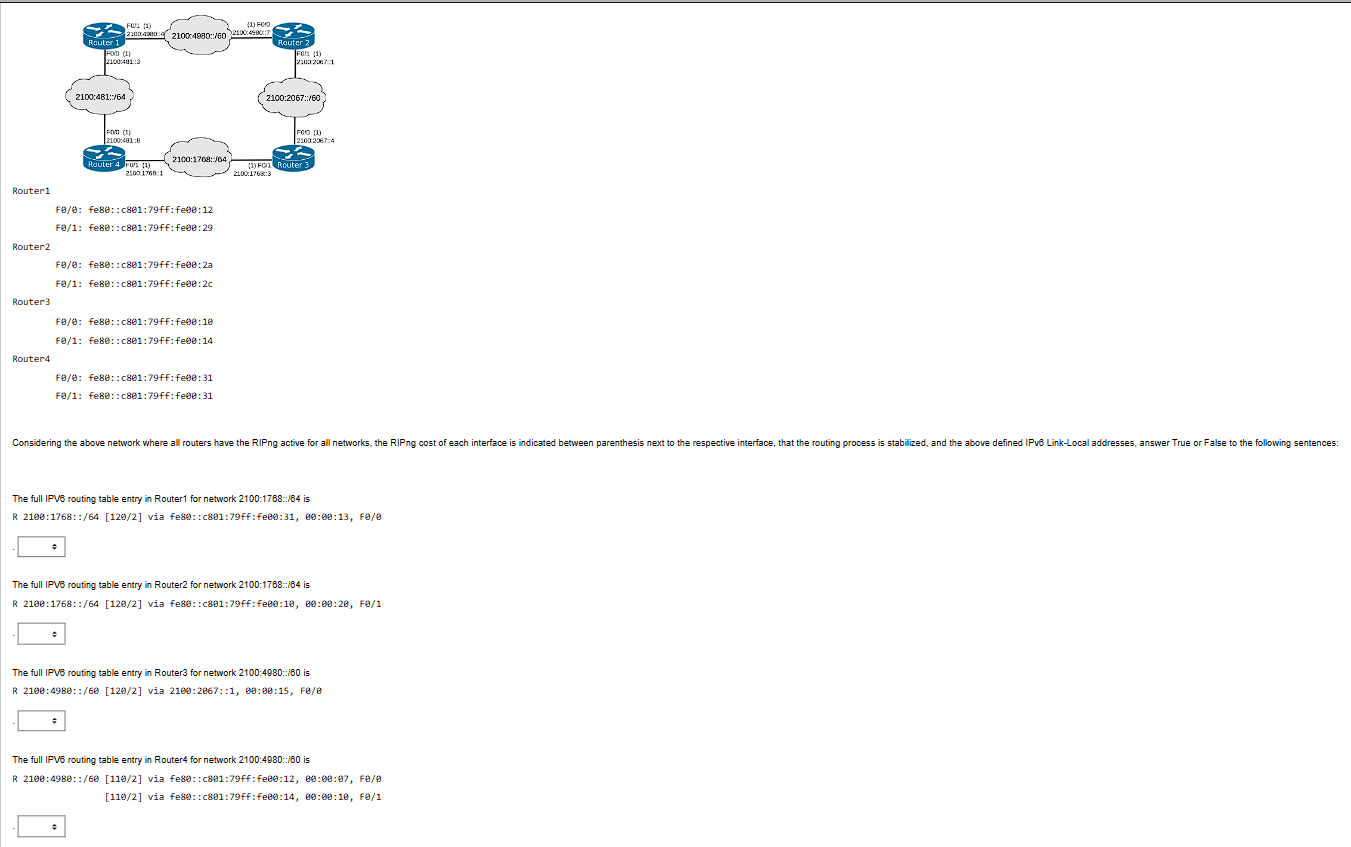 F0/1 (1)
2100:4980::4
2100:4980::/60
(1) F0/0
2100:4980::7
Router 1
Router 2
F0/0 (1)
2100:481::3
F0/1 (1)
2100:2067::1
2100:481::/64
2100:2067::/60
F0/0 (1)
2100:481::8
F0/0 (1)
2100:2067::4
Router 4
F0/1 (1)
2100:1768::1
2100:1768::/64
(1) F0/1
2100:1768::3
Router 3
Router1
F0/0: fe80::c801:79ff:fe00:12
F0/1: fe80::c801:79ff:fe00:29
Router2
F0/0: fe80::c801:79ff:fe00:2a
F0/1: fe80::c801:79ff:fe00:2c
Router3
F0/0: fe80::c801:79ff:fe00:10
F0/1: fe80::c801:79ff:fe00:14
Router4
F0/0: fe80::c801:79ff:fe00:31
F0/1: fe80::c801:79ff:fe00:31
Considering the above network where all routers have the RIPng active for all networks, the RIPng cost of each interface is indicated between parenthesis next to the respective interface, that the routing process is stabilized, and the above defined IPv6 Link-Local addresses, answer True or False to the following sentences:
The full IPV6 routing table entry in Router1 for network 2100:1768::/64 is
R 2100:1768::/64 [120/2] via fe80::c801:79ff:fe00:31, 00:00:13, F0/0
.
The full IPV6 routing table entry in Router2 for network 2100:1768::/64 is
R 2100:1768::/64 [120/2] via fe80::c801:79ff:fe00:10, 00:00:20, F0/1
.
The full IPV6 routing table entry in Router3 for network 2100:4980::/60 is
R 2100:4980::/60 [120/2] via 2100:2067::1, 00:00:15, F0/0
.
The full IPV6 routing table entry in Router4 for network 2100:4980::/60 is
R 2100:4980::/60 [110/2] via fe80::c801:79ff:fe00:12, 00:00:07, F0/0
[110/2] via fe80::c801:79ff:fe00:14, 00:00:10, F0/1
.